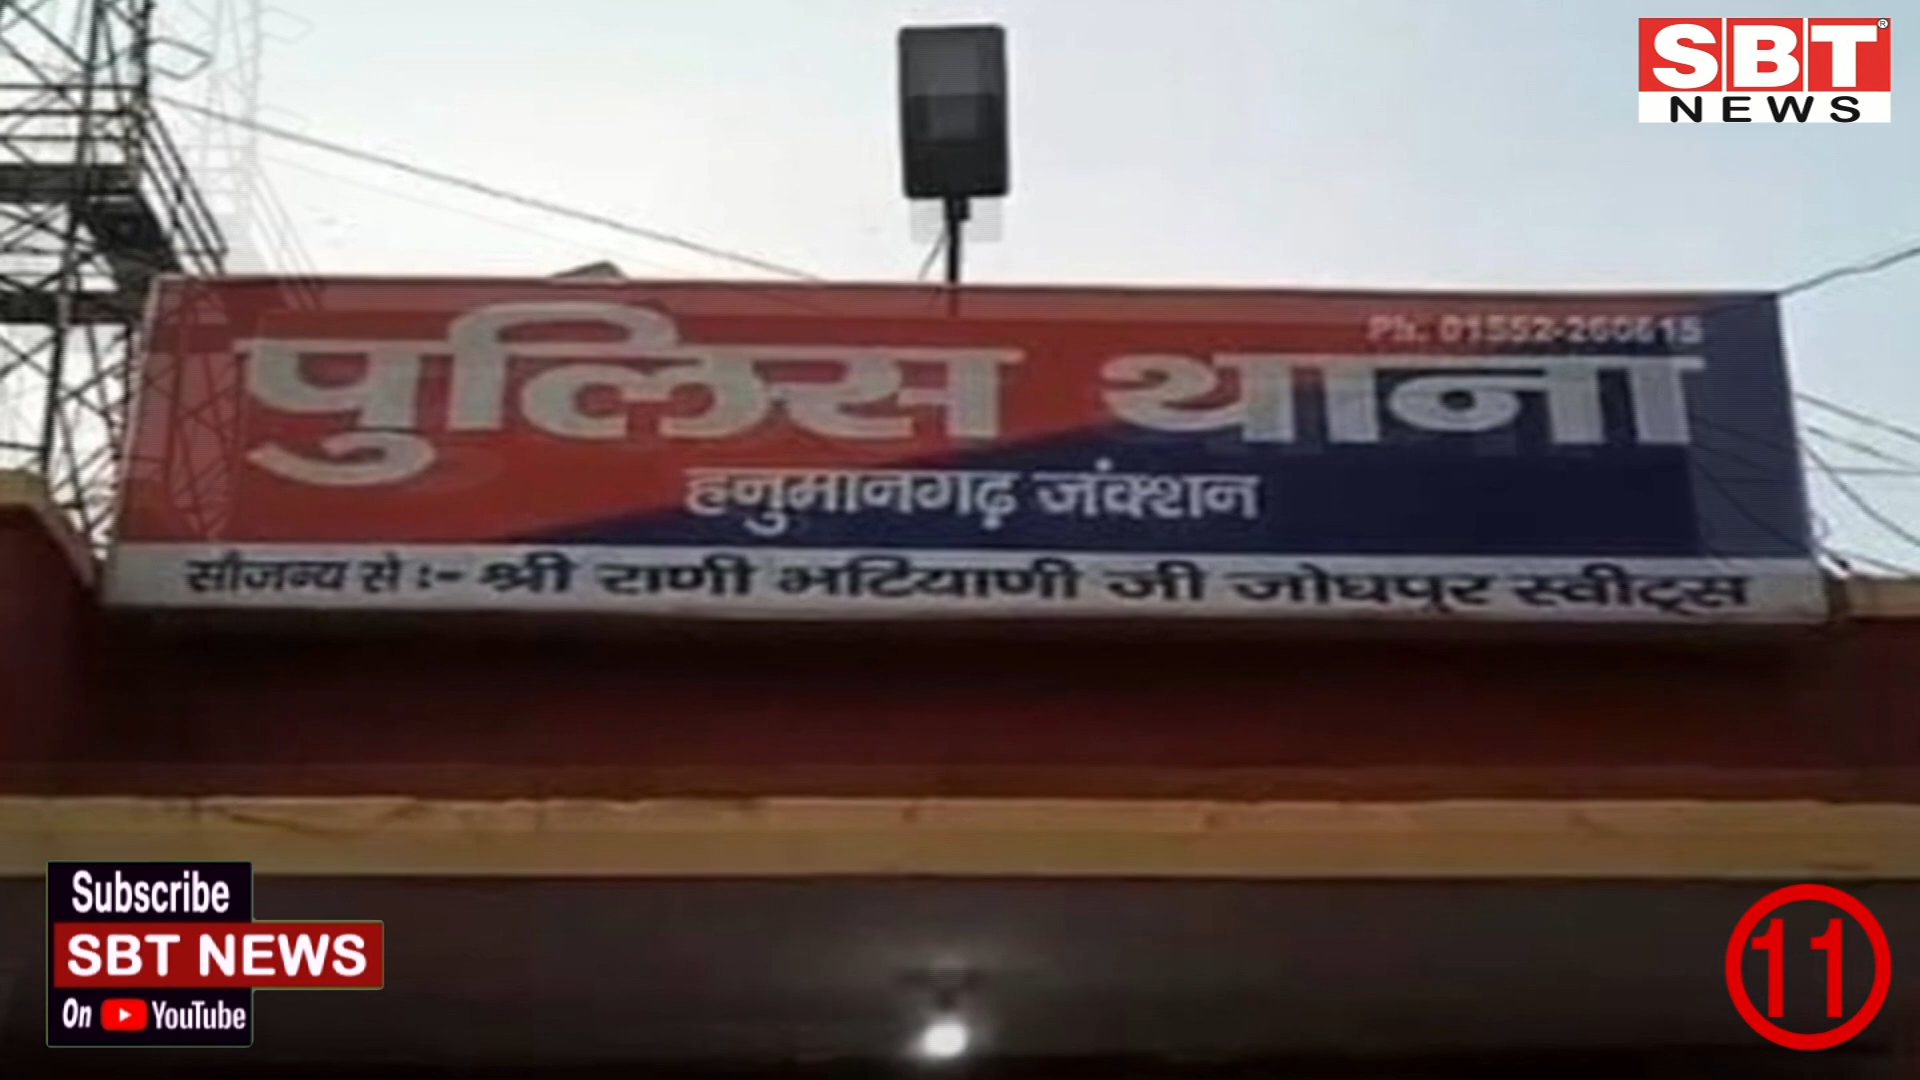 SBT
NEWS
Ph. 01552-260615
पुलिस थाना
हनुमानगढ़ जंक्शन
सौजन्य से :- श्री राणी भटियाणी जी जोधपुर स्वीट्स
Subscribe
SBT NEWS
On YouTube
11